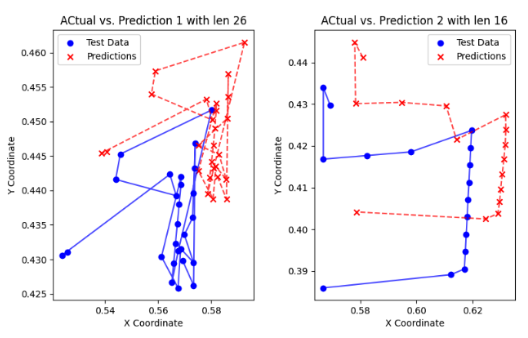 ACtual vs. Prediction 1 with len 26
Test Data
Predictions
Y Coordinate
0.460
0.455
0.450
0.445
0.440
0.435
0.430
0.425
0.54
0.56
0.58
X Coordinate
ACtual vs. Prediction 2 with len 16
Test Data
Predictions
Y Coordinate
0.44
0.43
0.42
0.41
0.40
0.39
0.58
0.60
0.62
X Coordinate